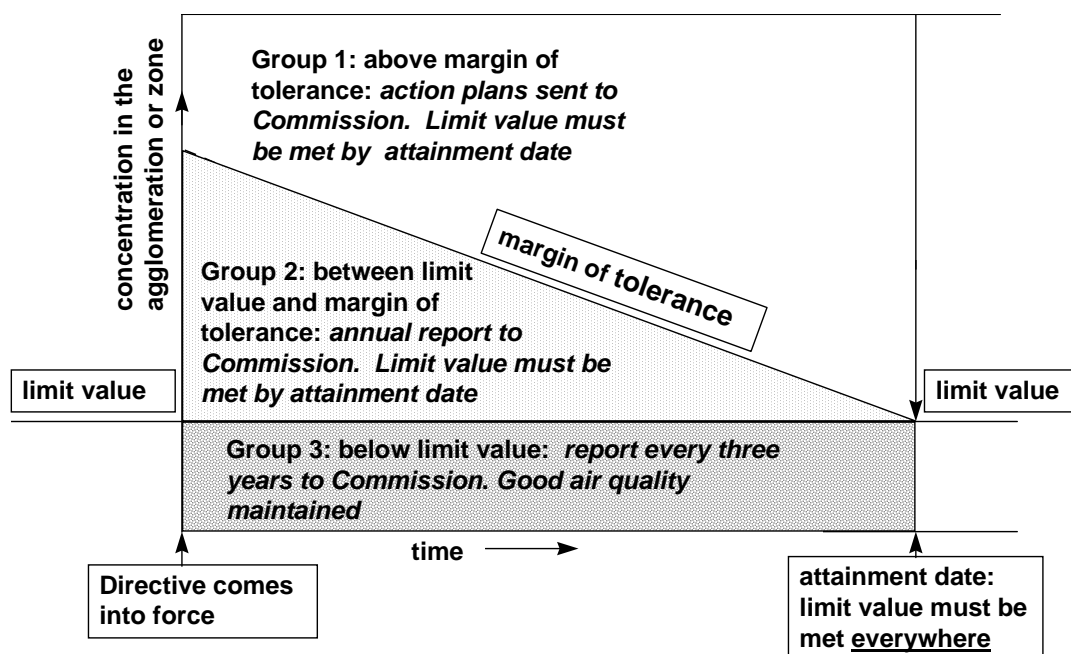 concentration in the
agglomeration or zone
Group 1: above margin of
tolerance: action plans sent to
Commission. Limit value must
be met by attainment date
margin of tolerance
Group 2: between limit
value and margin of
tolerance: annual report to
Commission. Limit value must be
met by attainment date
limit value
limit value
Group 3: below limit value: report every three
years to Commission. Good air quality
maintained
time
Directive comes
into force
attainment date:
limit value must be
met everywhere